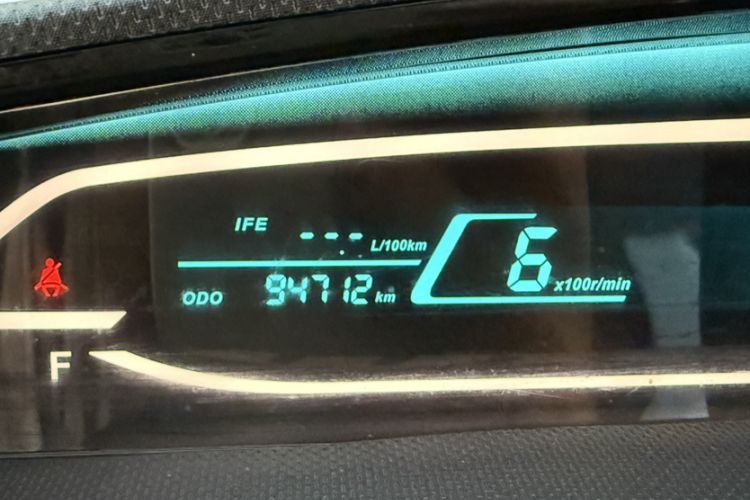 IFE --- L/100km
ODO 94712 km
6 x100r/min
F